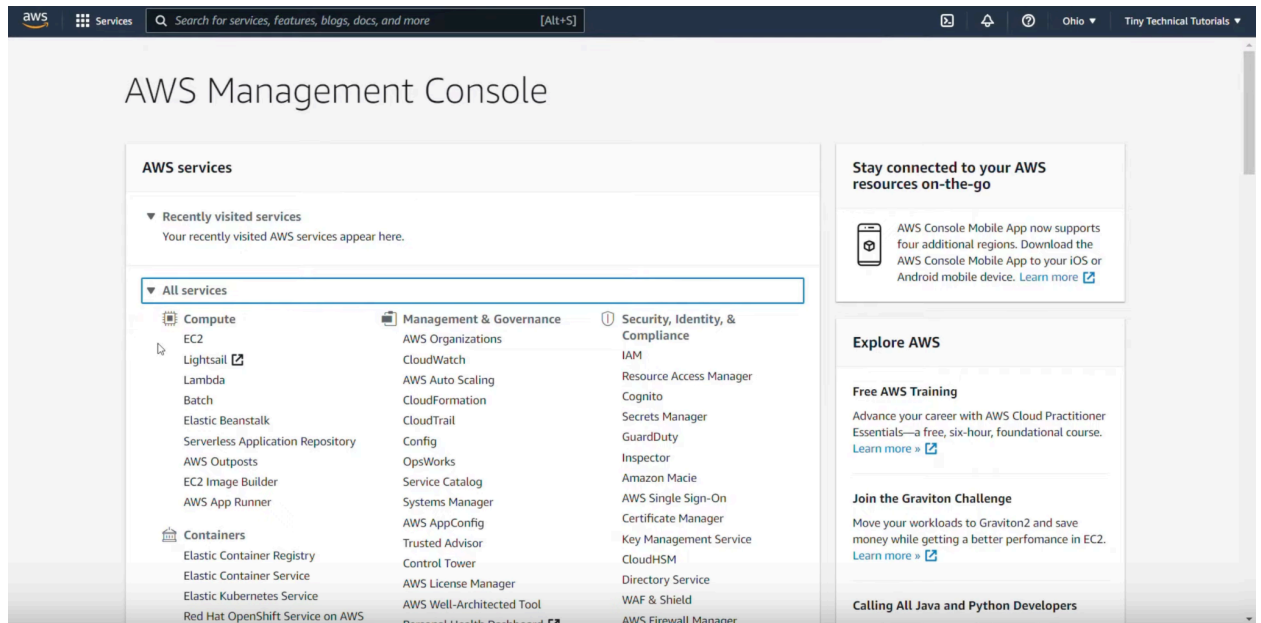 aws Services Search for services, features, blogs, docs, and more [Alt+S] Ohio ▼ Tiny Technical Tutorials ▼
AWS Management Console
AWS services
▼ Recently visited services
Your recently visited AWS services appear here.
▼ All services
Compute
EC2
Lightsail
Lambda
Batch
Elastic Beanstalk
Serverless Application Repository
AWS Outposts
EC2 Image Builder
AWS App Runner
Containers
Elastic Container Registry
Elastic Container Service
Elastic Kubernetes Service
Red Hat OpenShift Service on AWS
Management & Governance
AWS Organizations
CloudWatch
AWS Auto Scaling
CloudFormation
CloudTrail
Config
OpsWorks
Service Catalog
Systems Manager
AWS AppConfig
Trusted Advisor
Control Tower
AWS License Manager
AWS Well-Architected Tool
Personal Health Dashboard
Security, Identity, &
Compliance
IAM
Resource Access Manager
Cognito
Secrets Manager
GuardDuty
Inspector
Amazon Macie
AWS Single Sign-On
Certificate Manager
Key Management Service
CloudHSM
Directory Service
WAF & Shield
AWS Firewall Manager
Stay connected to your AWS
resources on-the-go
AWS Console Mobile App now supports
four additional regions. Download the
AWS Console Mobile App to your iOS or
Android mobile device. Learn more
Explore AWS
Free AWS Training
Advance your career with AWS Cloud Practitioner
Essentials—a free, six-hour, foundational course.
Learn more »
Join the Graviton Challenge
Move your workloads to Graviton2 and save
money while getting a better perfomance in EC2.
Learn more »
Calling All Java and Python Developers